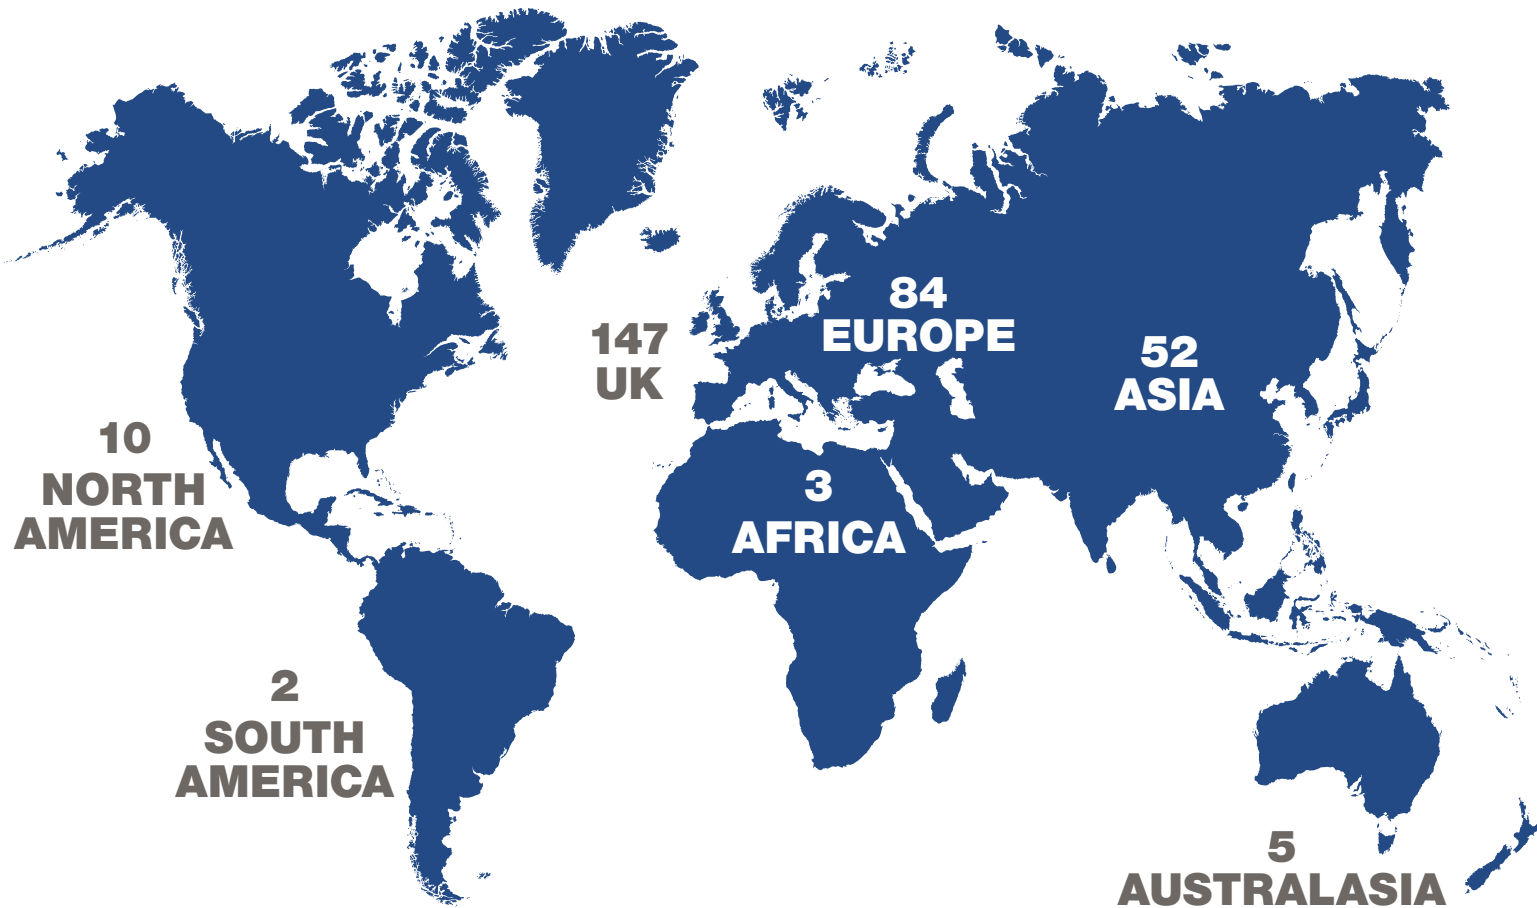 84
EUROPE
147
UK
52
ASIA
10
NORTH
AMERICA
3
AFRICA
2
SOUTH
AMERICA
5
AUSTRALASIA